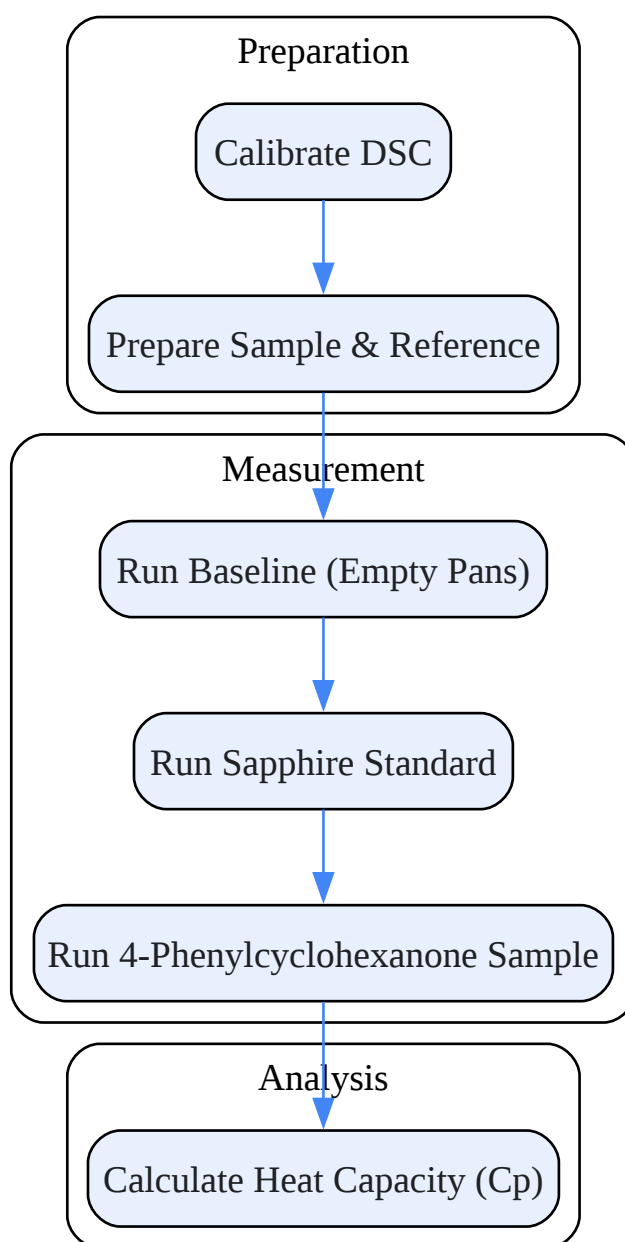 Preparation
Calibrate DSC
Prepare Sample & Reference
Measurement
Run Baseline (Empty Pans)
Run Sapphire Standard
Run 4-Phenylcyclohexanone Sample
Analysis
Calculate Heat Capacity (Cp)